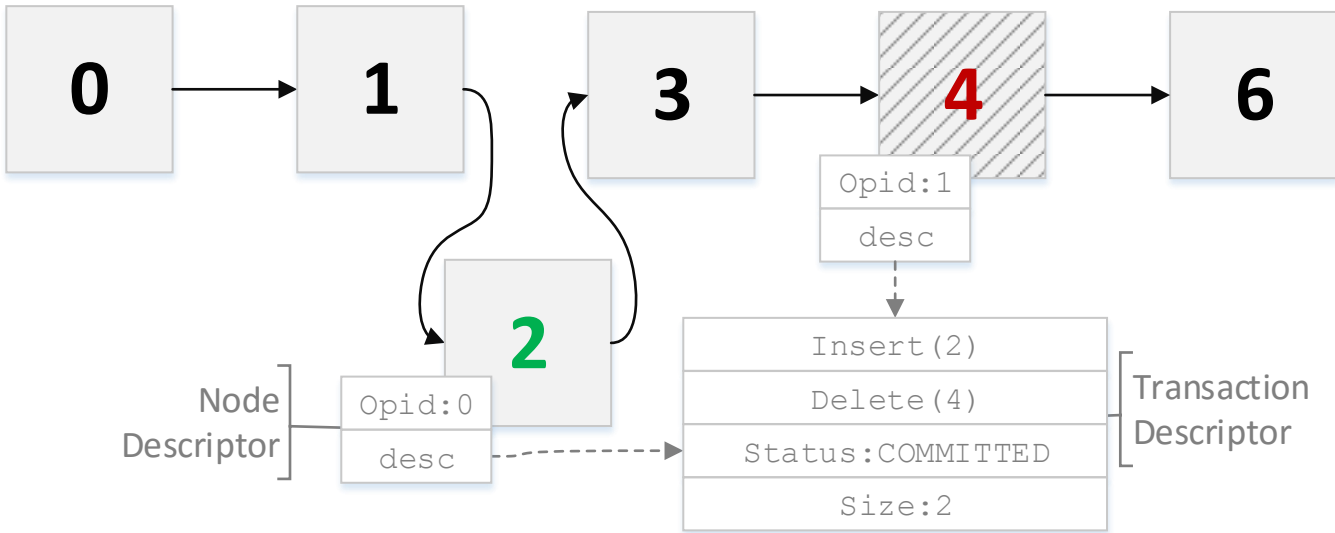 0
1
3
4
6
Opid:1
desc
2
Insert(2)
Delete(4)
Status:COMMITTED
Size:2
Transaction
Descriptor
Node
Descriptor
Opid:0
desc